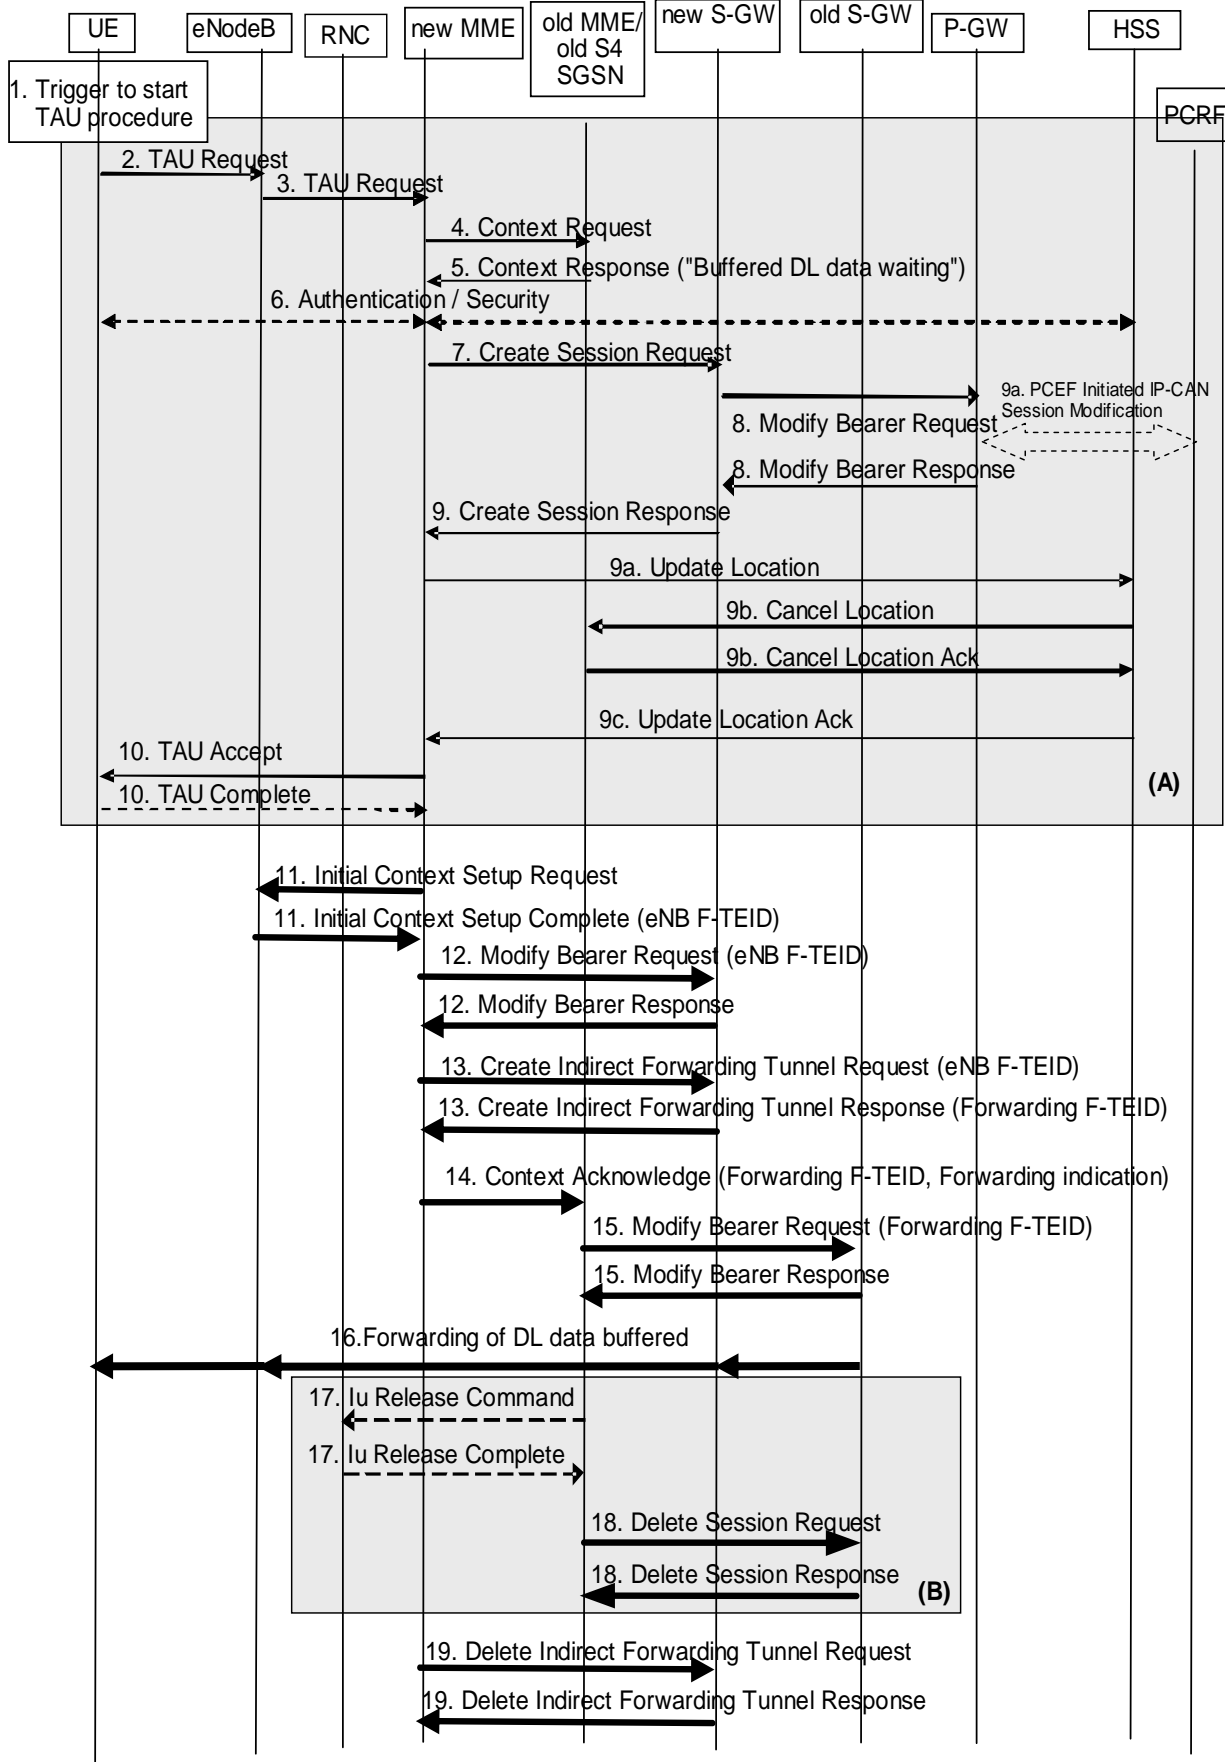 UE
eNodeB
RNC
new MME
old MME/
old S4
SGSN
new S-GW
old S-GW
P-GW
HSS
PCRF
1. Trigger to start
TAU procedure
2. TAU Request
3. TAU Request
4. Context Request
5. Context Response ("Buffered DL data waiting")
6. Authentication / Security
7. Create Session Request
9a. PCEF Initiated IP-CAN
Session Modification
8. Modify Bearer Request
8. Modify Bearer Response
9. Create Session Response
9a. Update Location
9b. Cancel Location
9b. Cancel Location Ack
9c. Update Location Ack
10. TAU Accept
10. TAU Complete
(A)
11. Initial Context Setup Request
11. Initial Context Setup Complete (eNB F-TEID)
12. Modify Bearer Request (eNB F-TEID)
12. Modify Bearer Response
13. Create Indirect Forwarding Tunnel Request (eNB F-TEID)
13. Create Indirect Forwarding Tunnel Response (Forwarding F-TEID)
14. Context Acknowledge (Forwarding F-TEID, Forwarding indication)
15. Modify Bearer Request (Forwarding F-TEID)
15. Modify Bearer Response
16.Forwarding of DL data buffered
17. Iu Release Command
17. Iu Release Complete
18. Delete Session Request
18. Delete Session Response
(B)
19. Delete Indirect Forwarding Tunnel Request
19. Delete Indirect Forwarding Tunnel Response